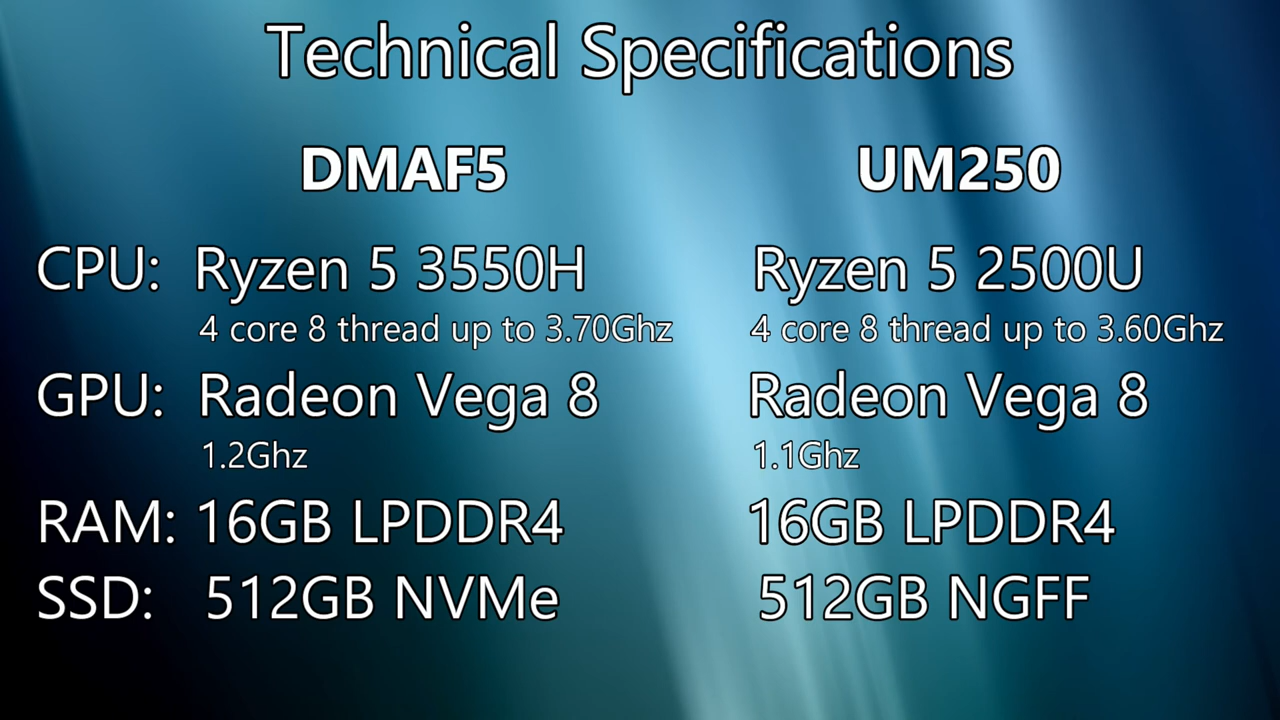 Technical Specifications
DMAF5 UM250
CPU: Ryzen 5 3550H Ryzen 5 2500U
4 core 8 thread up to 3.70Ghz 4 core 8 thread up to 3.60Ghz
GPU: Radeon Vega 8 Radeon Vega 8
1.2Ghz 1.1Ghz
RAM: 16GB LPDDR4 16GB LPDDR4
SSD: 512GB NVMe 512GB NGFF